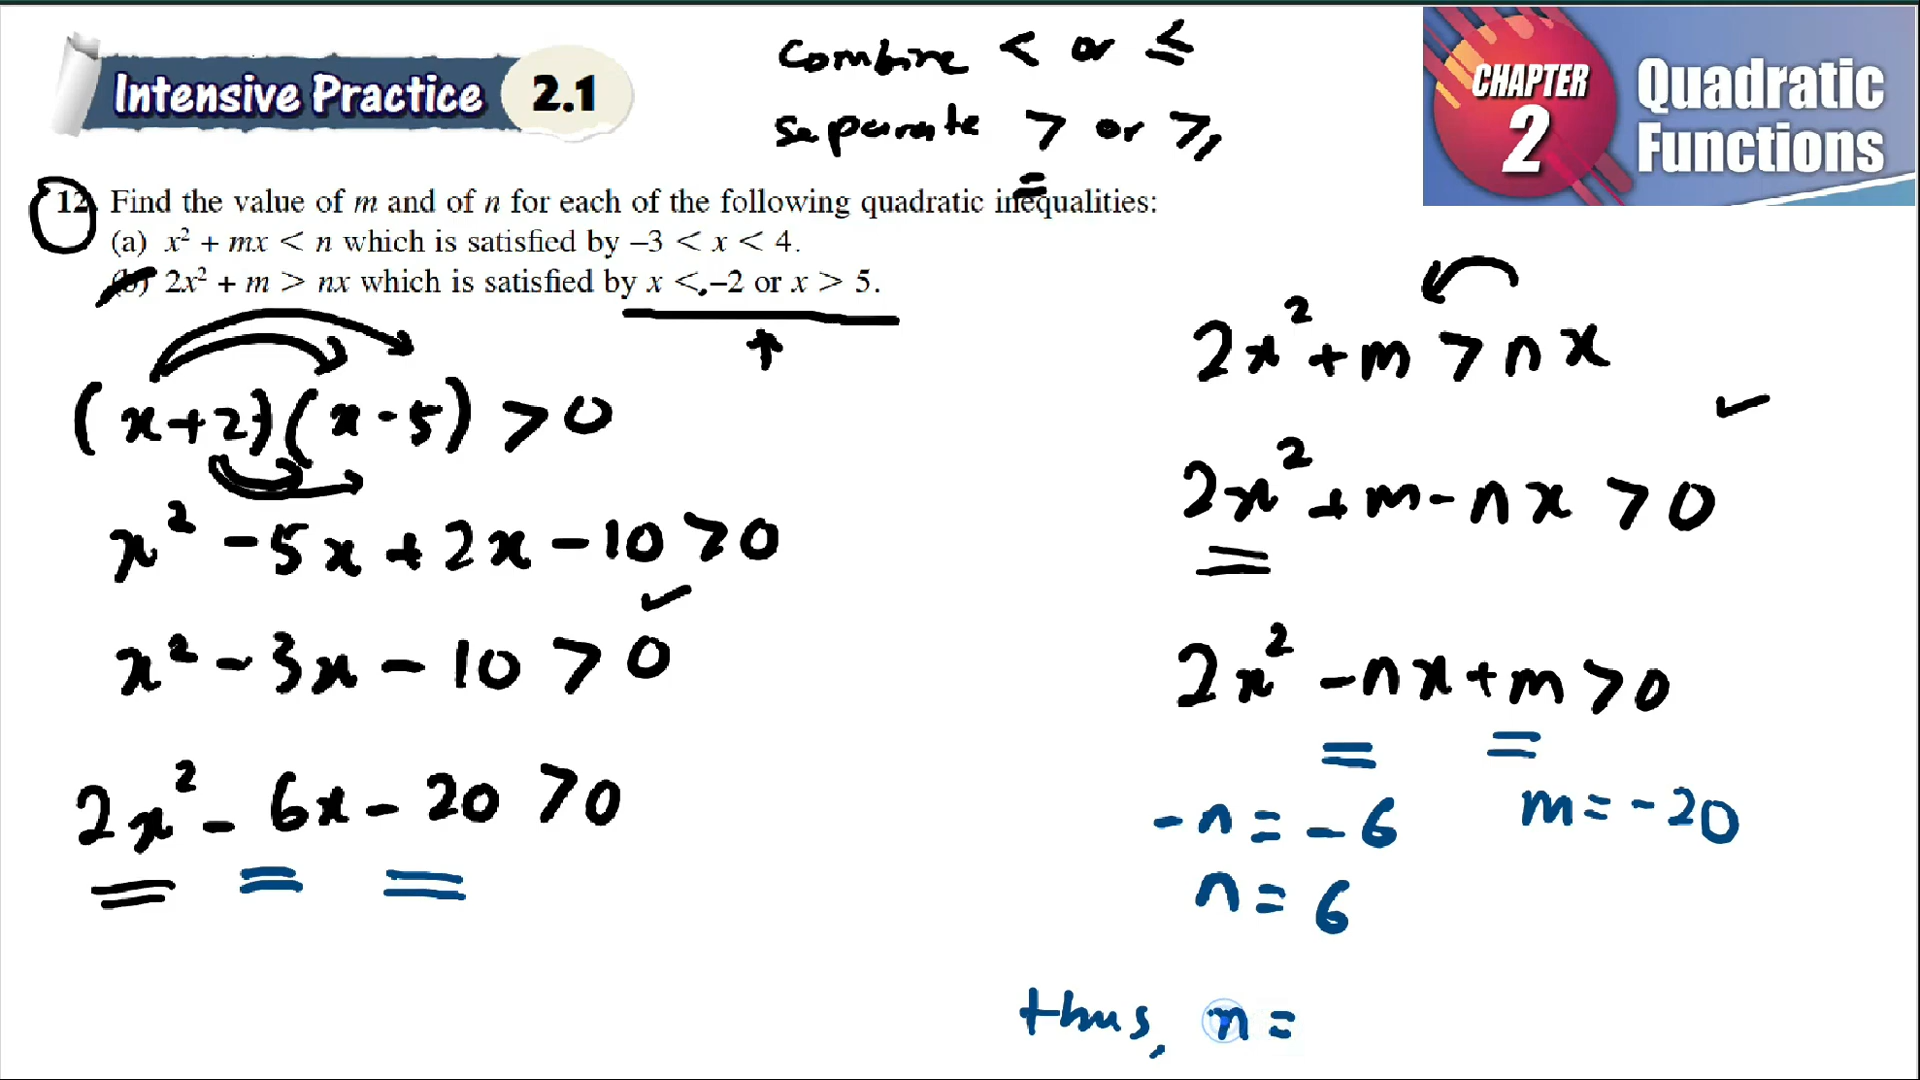 Intensive Practice 2.1
combine < or ≤
separate > or ≥
CHAPTER 2
Quadratic Functions
12. Find the value of m and of n for each of the following quadratic inequalities:
(a) x² + mx < n which is satisfied by –3 < x < 4.
(b) 2x² + m > nx which is satisfied by x < –2 or x > 5.
(x+2)(x-5) > 0
x² - 5x + 2x - 10 > 0
x² - 3x - 10 > 0
2x² - 6x - 20 > 0
2x² + m > nx
2x² + m - nx > 0
2x² - nx + m > 0
-n = -6
n = 6
m = -20
thus, n =